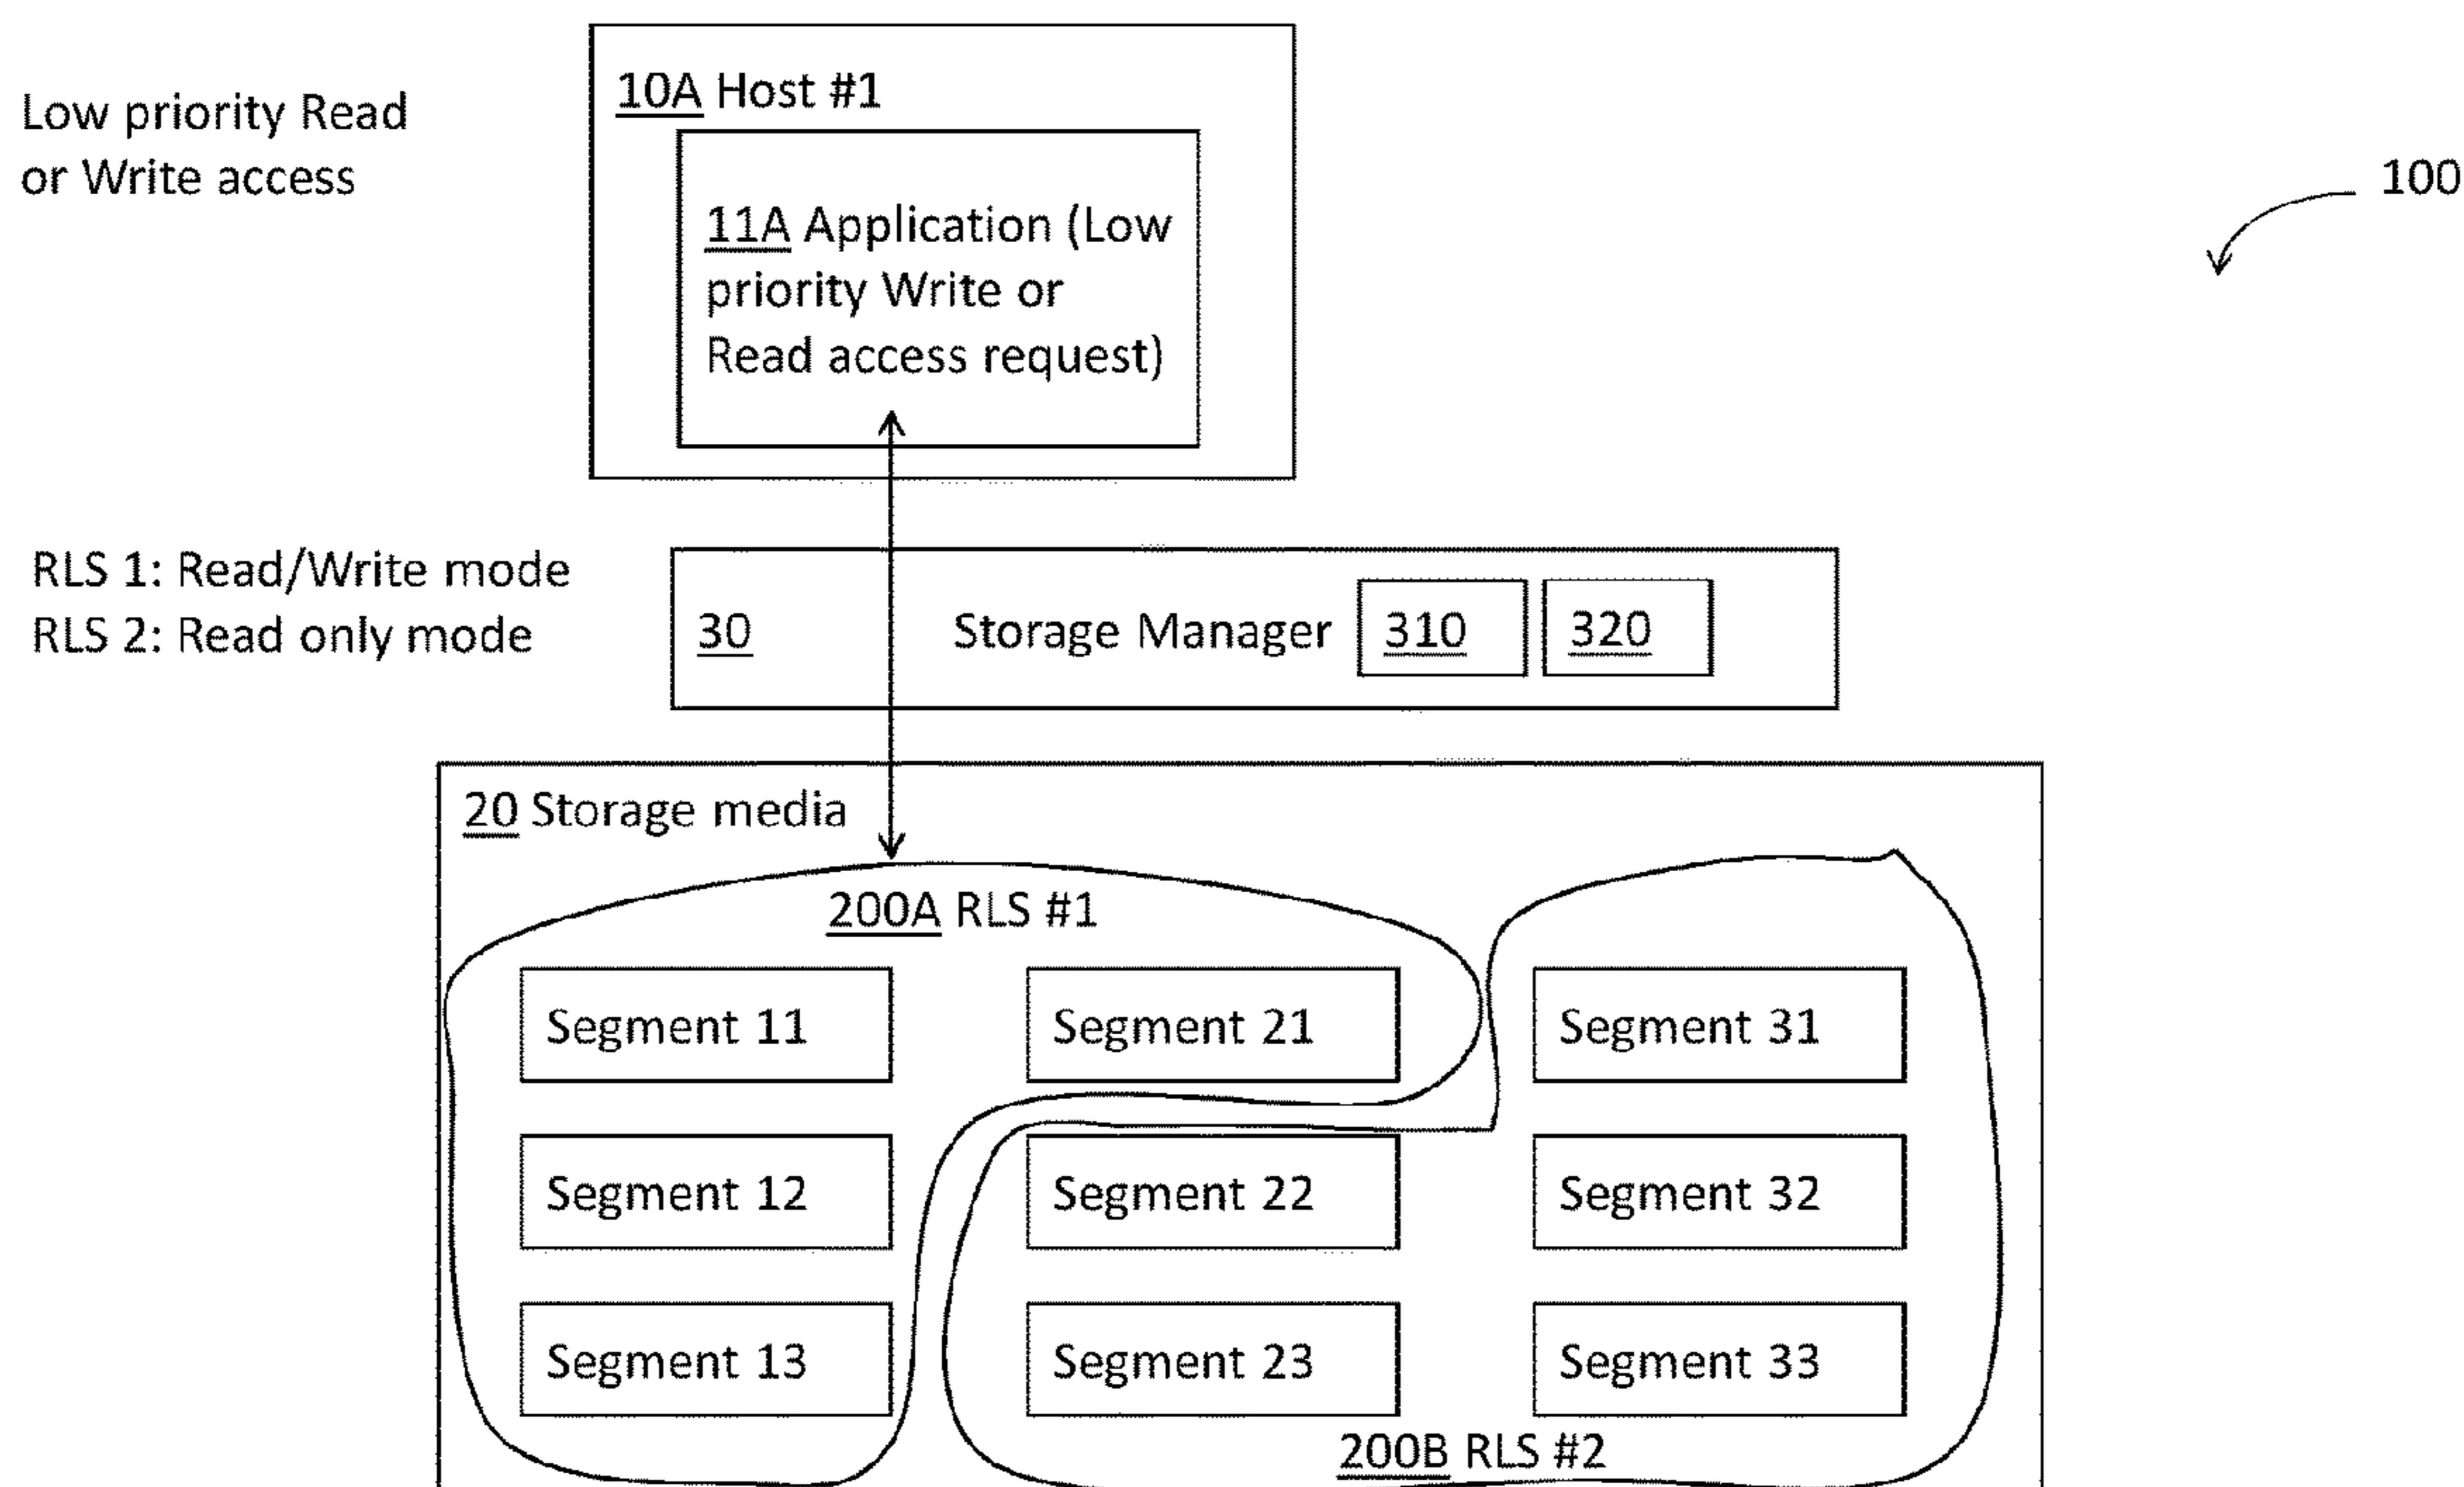 Low priority Read
or Write access
10A Host #1
11A Application (Low
priority Write or
Read access request)
100
RLS 1: Read/Write mode
RLS 2: Read only mode
30 Storage Manager 310 320
20 Storage media
200A RLS #1
Segment 11 Segment 21 Segment 31
Segment 12 Segment 22 Segment 32
Segment 13 Segment 23 Segment 33
200B RLS #2